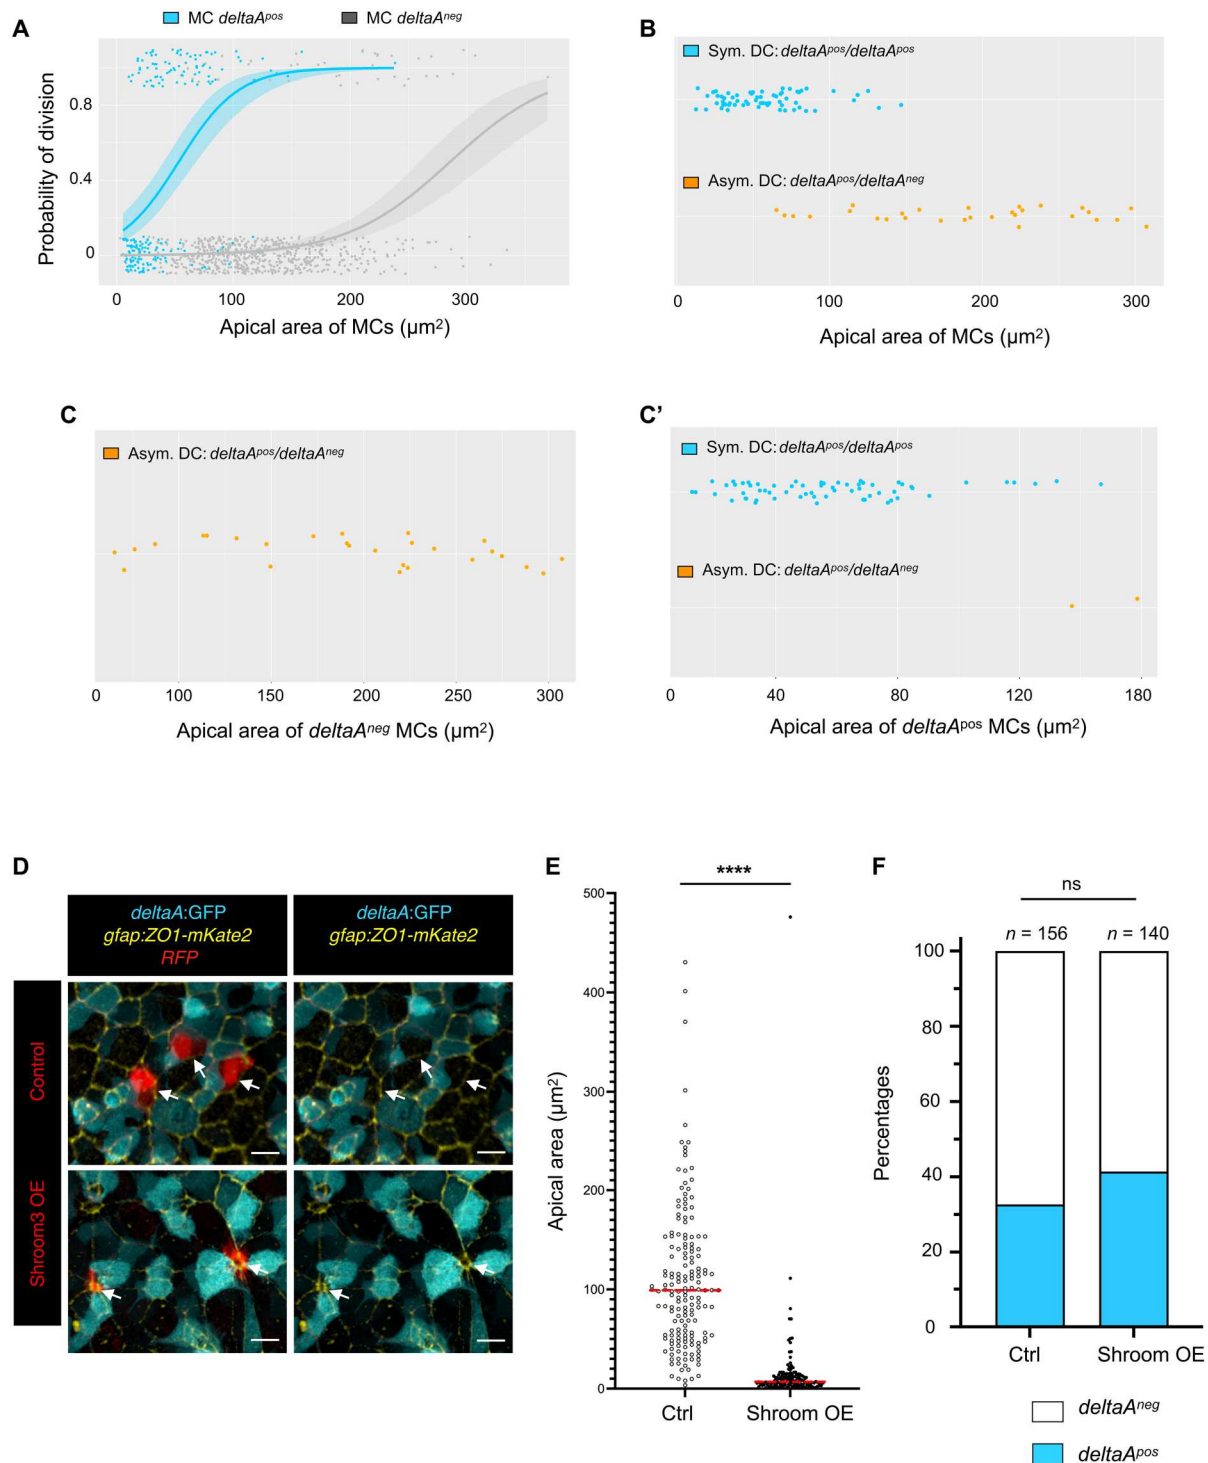 A
MC deltaAᵖᵒˢ
MC deltaAⁿᵉᵍ
Probability of division
0.8
0.4
0
0 100 200 300
Apical area of MCs (µm²)
B
Sym. DC: deltaAᵖᵒˢ/deltaAᵖᵒˢ
Asym. DC: deltaAᵖᵒˢ/deltaAⁿᵉᵍ
0 100 200 300
Apical area of MCs (µm²)
C
Asym. DC: deltaAᵖᵒˢ/deltaAⁿᵉᵍ
0 100 150 200 250 300
Apical area of deltaAⁿᵉᵍ MCs (µm²)
C’
Sym. DC: deltaAᵖᵒˢ/deltaAᵖᵒˢ
Asym. DC: deltaAᵖᵒˢ/deltaAⁿᵉᵍ
0 40 80 120 180
Apical area of deltaAᵖᵒˢ MCs (µm²)
D
deltaA:GFP
gfap:ZO1-mKate2
RFP
deltaA:GFP
gfap:ZO1-mKate2
Control
Shroom3 OE
E
****
Apical area (µm²)
500
400
300
200
100
0
Ctrl Shroom OE
F
ns
n = 156 n = 140
Percentages
100
80
60
40
20
0
Ctrl Shroom OE
deltaAⁿᵉᵍ
deltaAᵖᵒˢ